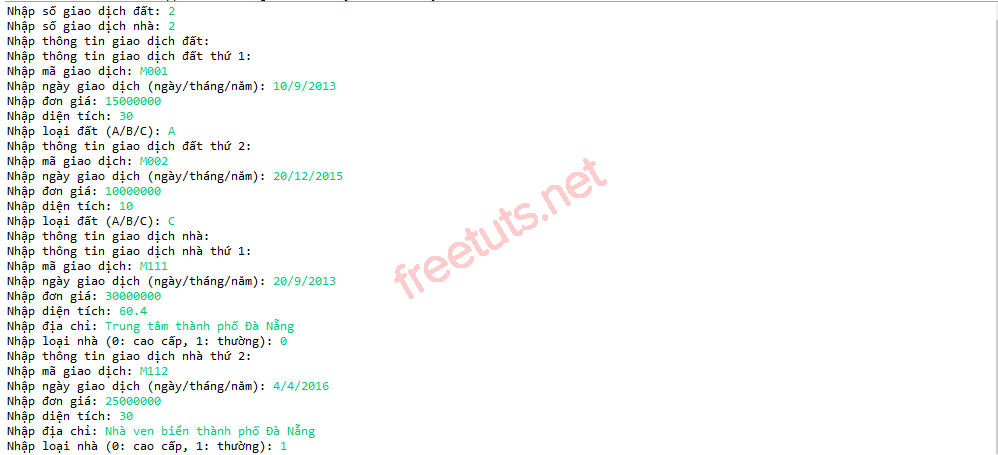 Nhập số giao dịch đất: 2
Nhập số giao dịch nhà: 2
Nhập thông tin giao dịch đất:
Nhập thông tin giao dịch đất thứ 1:
Nhập mã giao dịch: M001
Nhập ngày giao dịch (ngày/tháng/năm): 10/9/2013
Nhập đơn giá: 15000000
Nhập diện tích: 30
Nhập loại đất (A/B/C): A
Nhập thông tin giao dịch đất thứ 2:
Nhập mã giao dịch: M002
Nhập ngày giao dịch (ngày/tháng/năm): 20/12/2015
Nhập đơn giá: 10000000
Nhập diện tích: 10
Nhập loại đất (A/B/C): C
Nhập thông tin giao dịch nhà:
Nhập thông tin giao dịch nhà thứ 1:
Nhập mã giao dịch: M111
Nhập ngày giao dịch (ngày/tháng/năm): 20/9/2013
Nhập đơn giá: 30000000
Nhập diện tích: 60.4
Nhập địa chỉ: Trung tâm thành phố Đà Nẵng
Nhập loại nhà (0: cao cấp, 1: thường): 0
Nhập thông tin giao dịch nhà thứ 2:
Nhập mã giao dịch: M112
Nhập ngày giao dịch (ngày/tháng/năm): 4/4/2016
Nhập đơn giá: 25000000
Nhập diện tích: 30
Nhập địa chỉ: Nhà ven biển thành phố Đà Nẵng
Nhập loại nhà (0: cao cấp, 1: thường): 1
freetuts.net